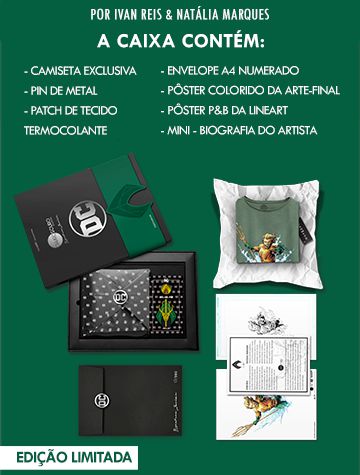 POR IVAN REIS & NATÁLIA MARQUES
A CAIXA CONTÉM:
- CAMISETA EXCLUSIVA
- PIN DE METAL
- PATCH DE TECIDO
TERMOCOLANTE
- ENVELOPE A4 NUMERADO
- PÔSTER COLORIDO DA ARTE-FINAL
- PÔSTER P&B DA LINEART
- MINI - BIOGRAFIA DO ARTISTA
DC
DC
EDIÇÃO LIMITADA